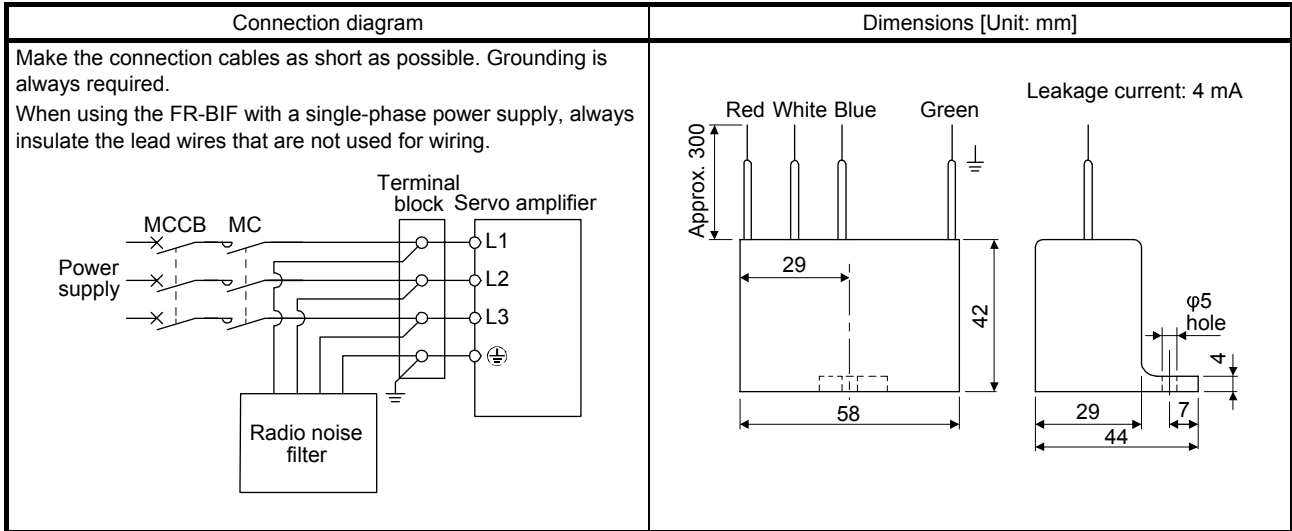 Connection diagram
Dimensions [Unit: mm]
Make the connection cables as short as possible. Grounding is
always required.
When using the FR-BIF with a single-phase power supply, always
insulate the lead wires that are not used for wiring.
Terminal
block
Servo amplifier
MCCB
MC
Power
supply
L1
L2
L3
Radio noise
filter
Leakage current: 4 mA
Red
White
Blue
Green
Approx. 300
29
42
58
φ5
hole
4
29
7
44